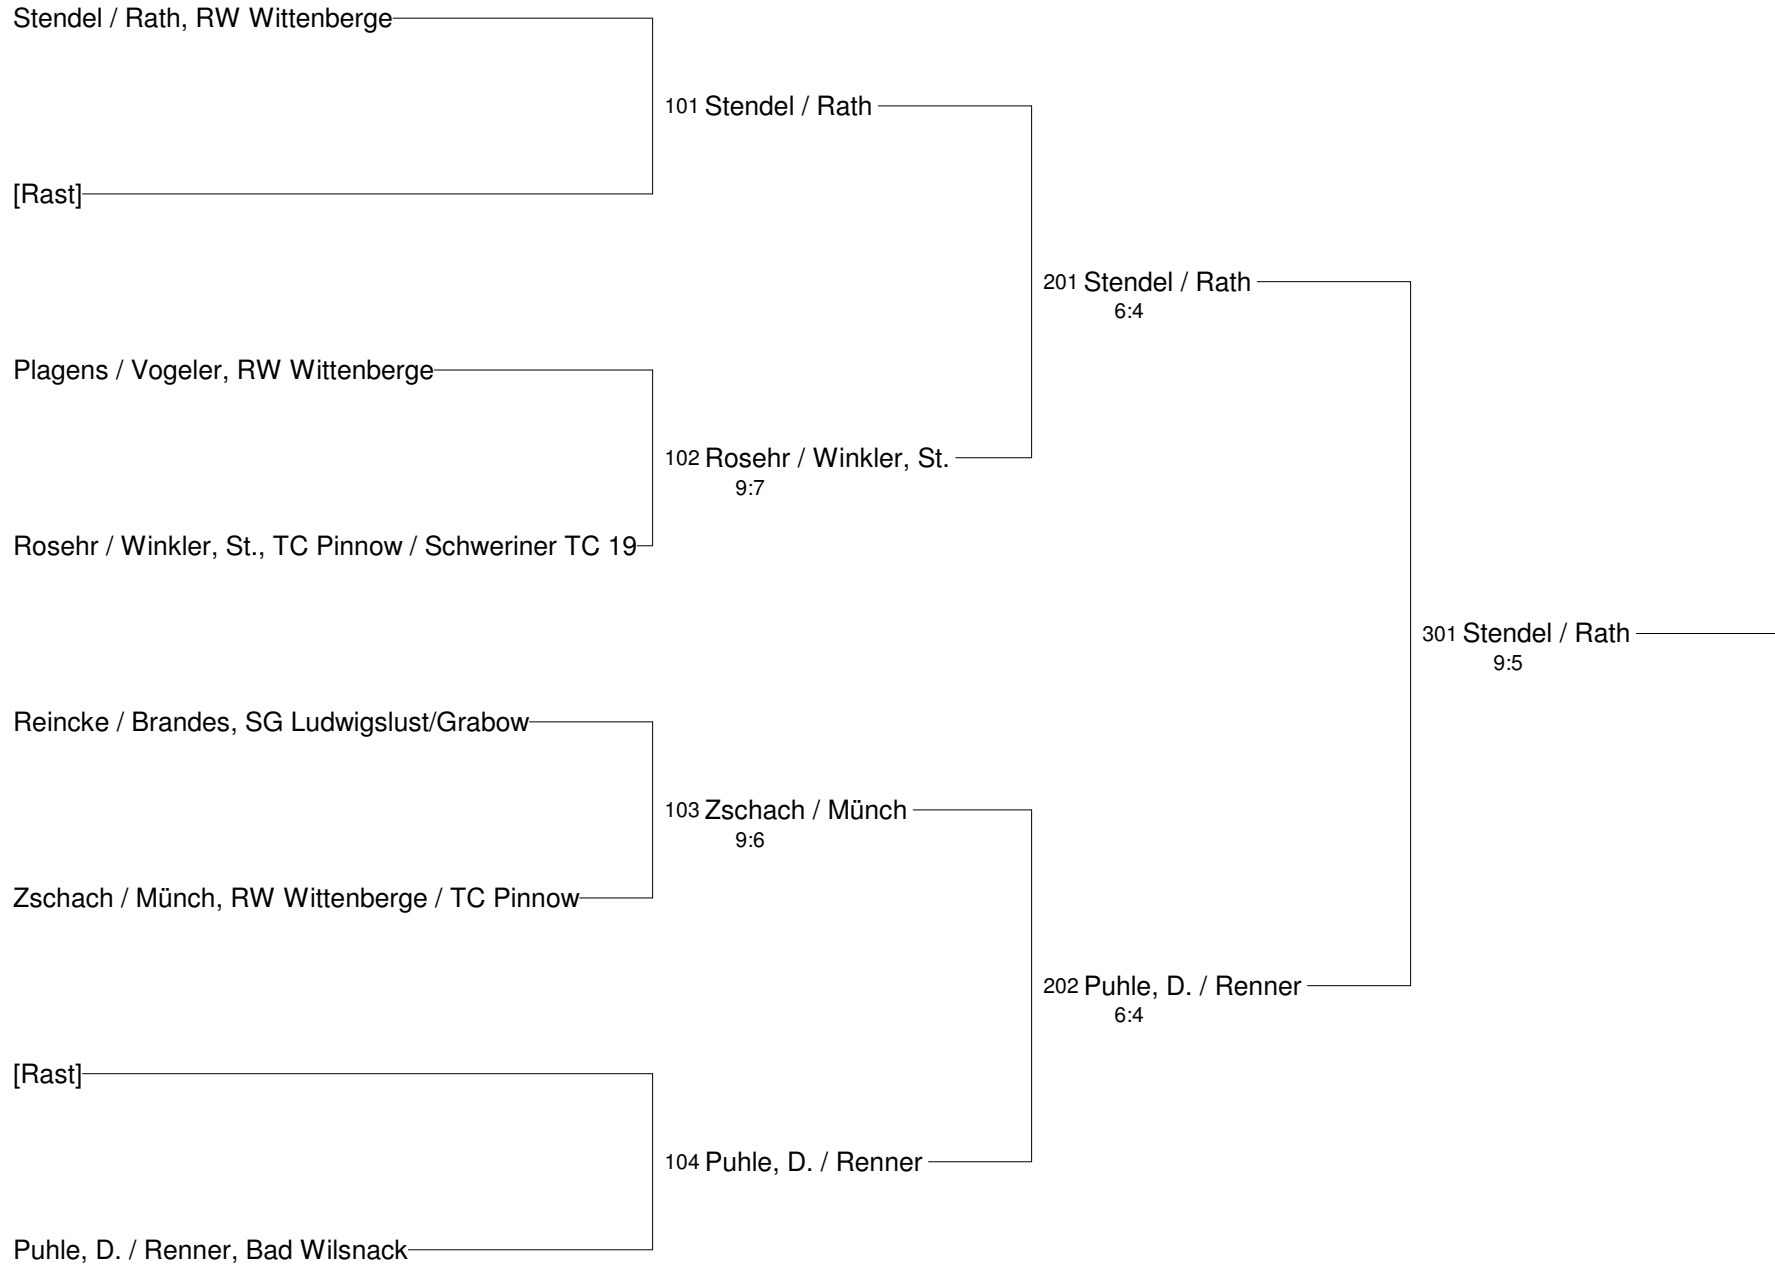 Stendel / Rath, RW Wittenberge
101 Stendel / Rath
[Rast]
201 Stendel / Rath
6:4
Plagens / Vogeler, RW Wittenberge
102 Rosehr / Winkler, St.
9:7
Rosehr / Winkler, St., TC Pinnow / Schweriner TC 19
301 Stendel / Rath
9:5
Reincke / Brandes, SG Ludwigslust/Grabow
103 Zschach / Münch
9:6
Zschach / Münch, RW Wittenberge / TC Pinnow
202 Puhle, D. / Renner
6:4
[Rast]
104 Puhle, D. / Renner
Puhle, D. / Renner, Bad Wilsnack